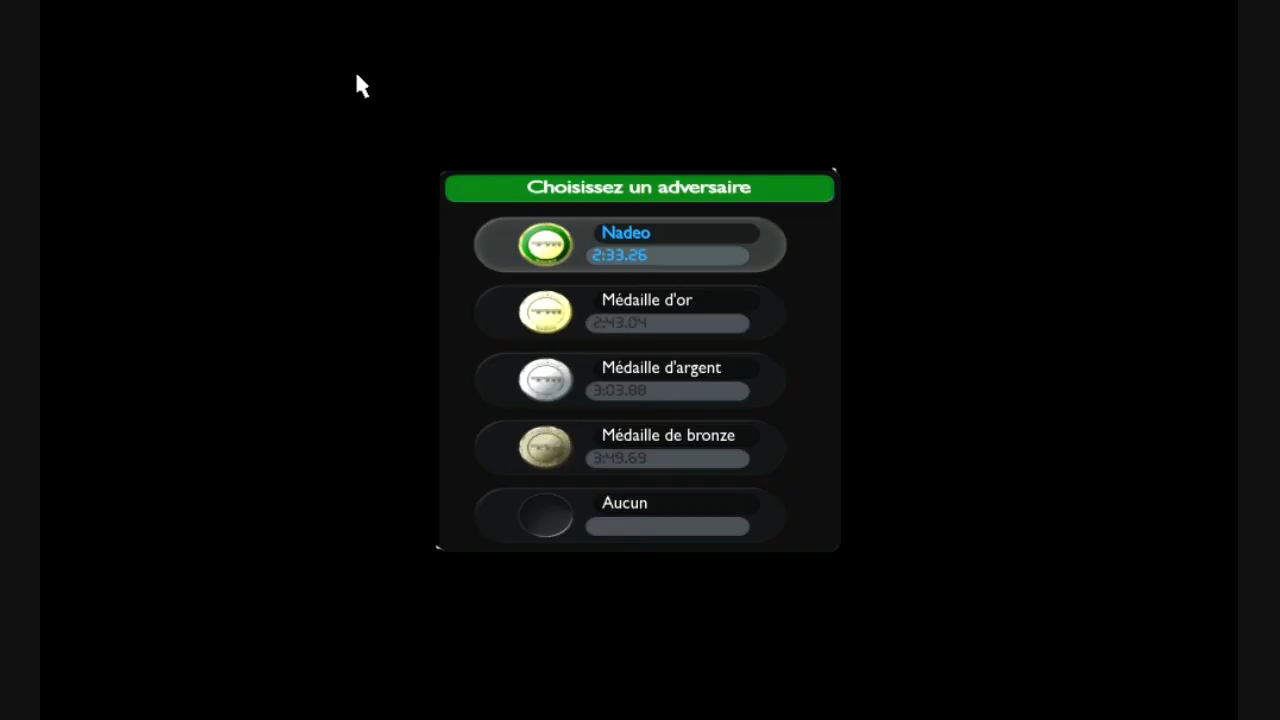 Choisissez un adversaire
Nadeo
2:33.26
Médaille d'or
2:43.04
Médaille d'argent
3:03.88
Médaille de bronze
3:49.69
Aucun